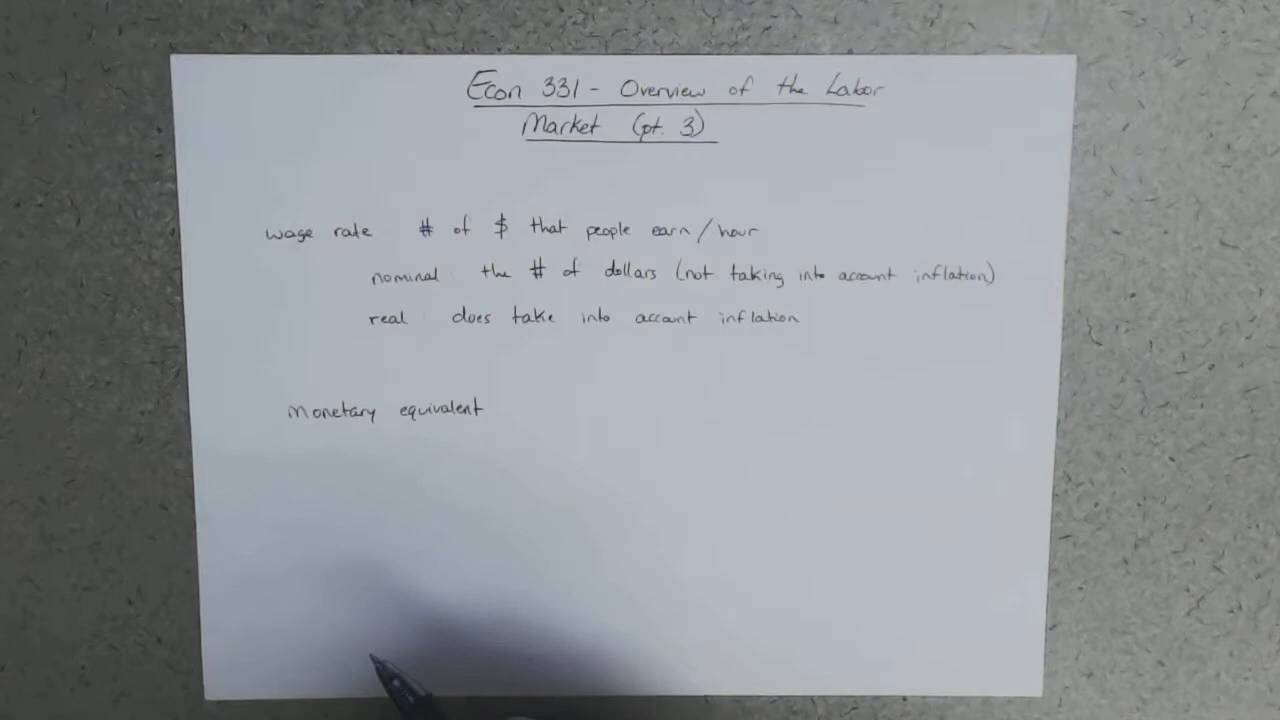 Econ 331 - Overview of the Labor
Market (pt. 3)
wage rate # of $ that people earn/hour
nominal: the # of dollars (not taking into account inflation)
real: does take into account inflation
Monetary equivalent